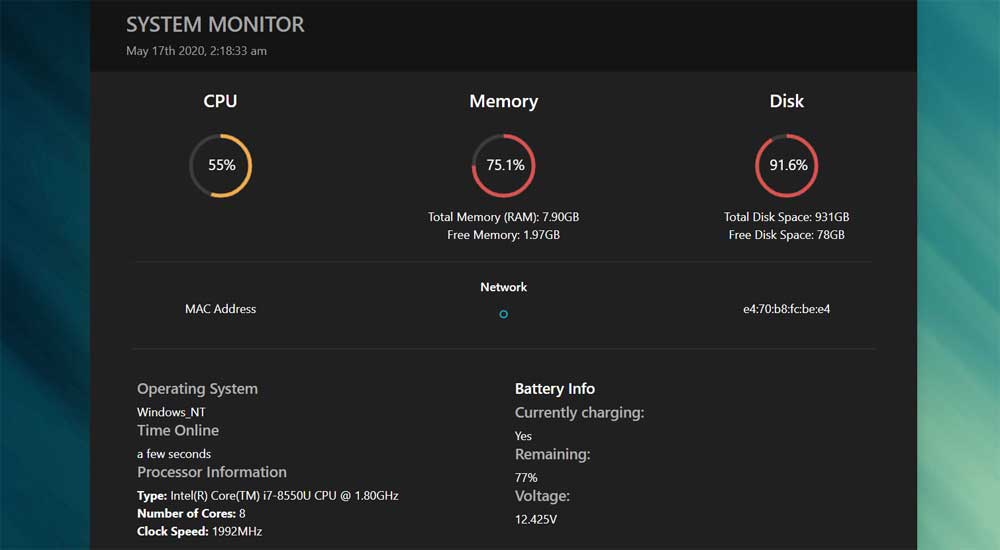 SYSTEM MONITOR
May 17th 2020, 2:18:33 am
CPU
55%
Memory
75.1%
Total Memory (RAM): 7.90GB
Free Memory: 1.97GB
Disk
91.6%
Total Disk Space: 931GB
Free Disk Space: 78GB
Network
MAC Address
e4:70:b8:fc:be:e4
Operating System
Windows_NT
Time Online
a few seconds
Processor Information
Type: Intel(R) Core(TM) i7-8550U CPU @ 1.80GHz
Number of Cores: 8
Clock Speed: 1992MHz
Battery Info
Currently charging:
Yes
Remaining:
77%
Voltage:
12.425V